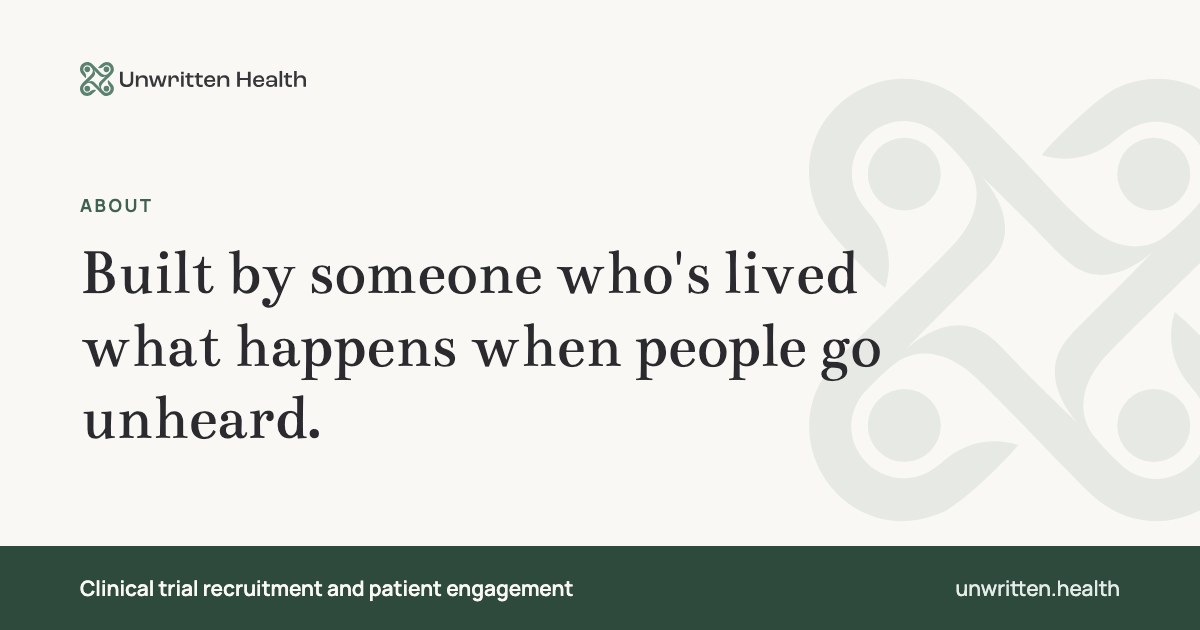 Unwritten Health
ABOUT
Built by someone who's lived
what happens when people go
unheard.
Clinical trial recruitment and patient engagement
unwritten.health